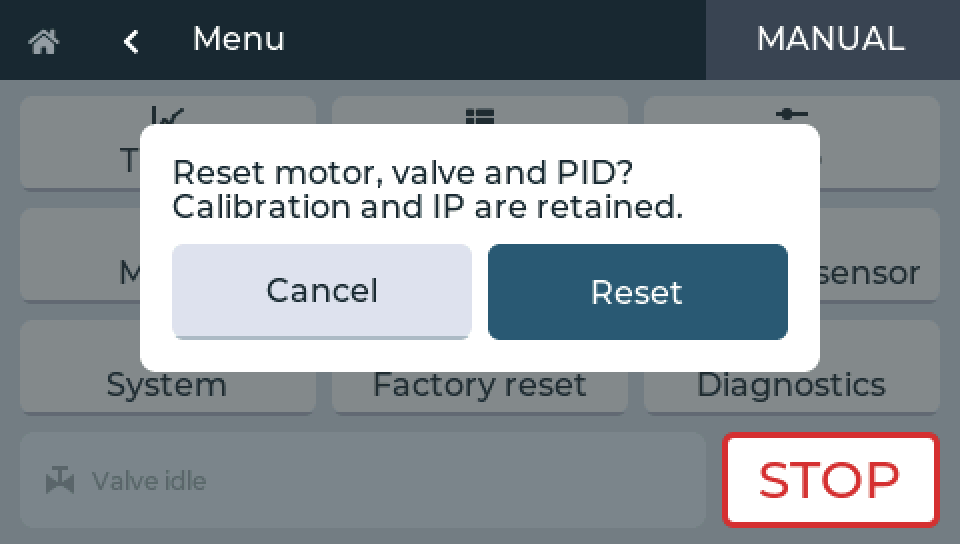 Menu
MANUAL
Reset motor, valve and PID?
Calibration and IP are retained.
sensor
Cancel
Reset
System
Factory reset
Diagnostics
Valve idle
STOP